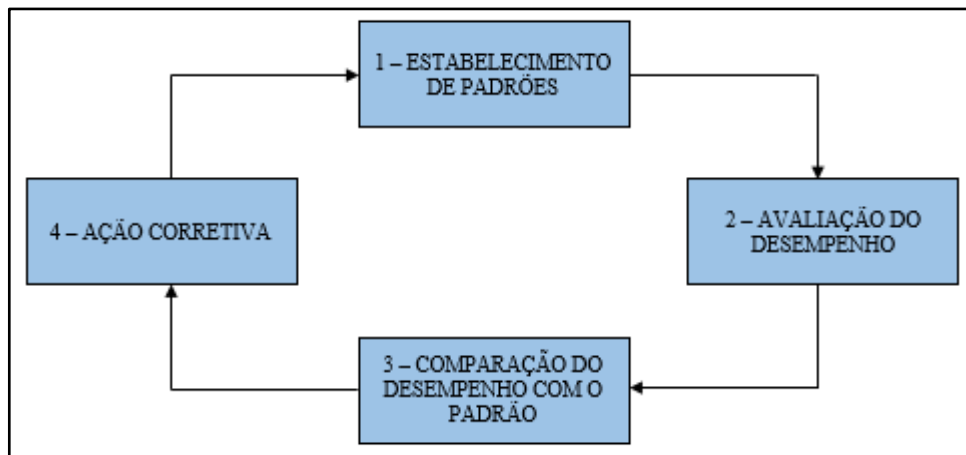 1 – ESTABELECIMENTO
DE PADRÕES
4 – AÇÃO CORRETIVA
2 – AVALIAÇÃO DO
DESEMPENHO
3 – COMPARAÇÃO DO
DESEMPENHO COM O
PADRÃO